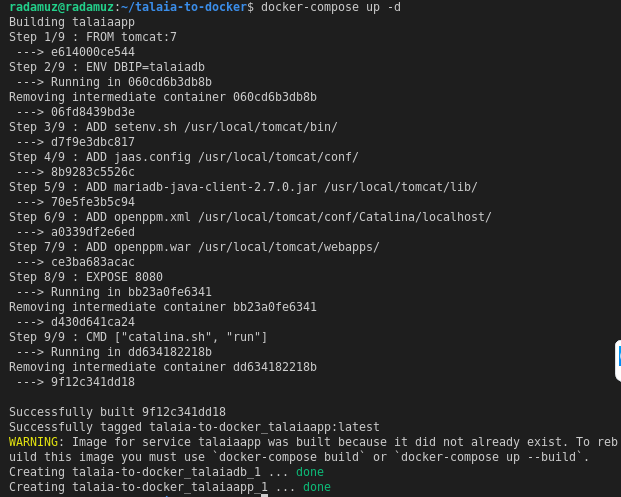 radamuz@radamuz:~/talaia-to-docker$ docker-compose up -d
Building talaiaapp
Step 1/9 : FROM tomcat:7
 ---> e614000ce544
Step 2/9 : ENV DBIP=talaiadb
 ---> Running in 060cd6b3db8b
Removing intermediate container 060cd6b3db8b
 ---> 06fd8439bd3e
Step 3/9 : ADD setenv.sh /usr/local/tomcat/bin/
 ---> d7f9e3dbc817
Step 4/9 : ADD jaas.config /usr/local/tomcat/conf/
 ---> 8b9283c5526c
Step 5/9 : ADD mariadb-java-client-2.7.0.jar /usr/local/tomcat/lib/
 ---> 70e5fe3b5c94
Step 6/9 : ADD openppm.xml /usr/local/tomcat/conf/Catalina/localhost/
 ---> a0339df2e6ed
Step 7/9 : ADD openppm.war /usr/local/tomcat/webapps/
 ---> ce3ba683acac
Step 8/9 : EXPOSE 8080
 ---> Running in bb23a0fe6341
Removing intermediate container bb23a0fe6341
 ---> d430d641ca24
Step 9/9 : CMD ["catalina.sh", "run"]
 ---> Running in dd634182218b
Removing intermediate container dd634182218b
 ---> 9f12c341dd18

Successfully built 9f12c341dd18
Successfully tagged talaia-to-docker_talaiaapp:latest
WARNING: Image for service talaiaapp was built because it did not already exist. To reb
uild this image you must use `docker-compose build` or `docker-compose up --build`.
Creating talaia-to-docker_talaiadb_1 ... done
Creating talaia-to-docker_talaiaapp_1 ... done